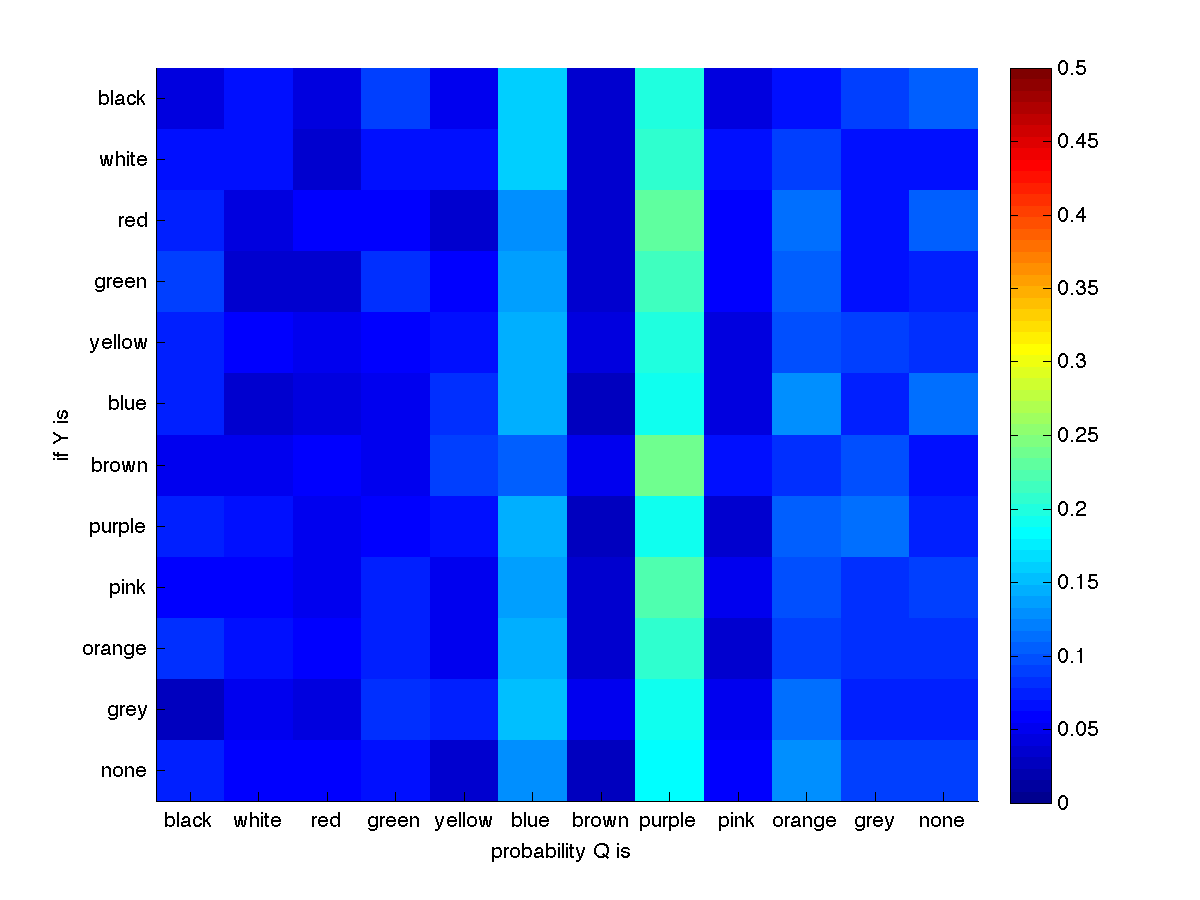 black
white
red
green
yellow
blue
brown
purple
pink
orange
grey
none
if Y is
black white red green yellow blue brown purple pink orange grey none
probability Q is
0.5
0.45
0.4
0.35
0.3
0.25
0.2
0.15
0.1
0.05
0